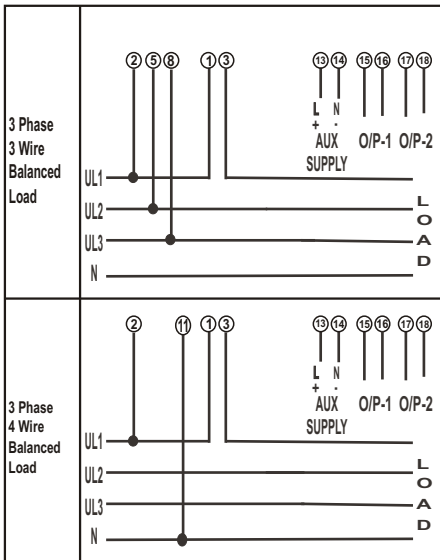 ② ⑤ ⑧ ① ③ ⑬ ⑭ ⑮ ⑯ ⑰ ⑱
L N
+ -
AUX O/P-1 O/P-2
SUPPLY
3 Phase
3 Wire
Balanced
Load
UL1
UL2
UL3
N
L
O
A
D
② ⑪ ① ③ ⑬ ⑭ ⑮ ⑯ ⑰ ⑱
L N
+ -
AUX O/P-1 O/P-2
SUPPLY
3 Phase
4 Wire
Balanced
Load
UL1
UL2
UL3
N
L
O
A
D